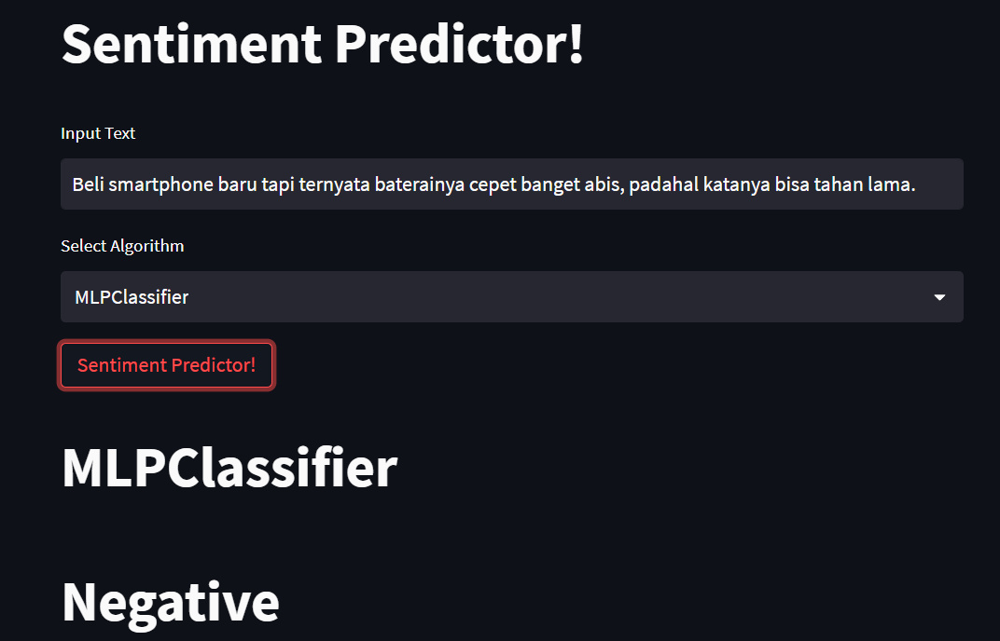 Sentiment Predictor!
Input Text
Beli smartphone baru tapi ternyata baterainya cepet banget abis, padahal katanya bisa tahan lama.
Select Algorithm
MLPClassifier
Sentiment Predictor!
MLPClassifier
Negative